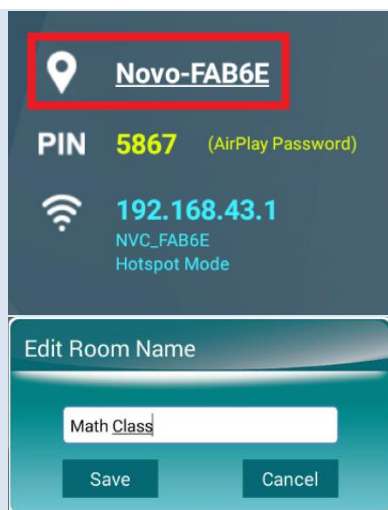 Novo-FAB6E
PIN 5867 (AirPlay Password)
192.168.43.1
NVC_FAB6E
Hotspot Mode
Edit Room Name
Math Class
Save Cancel